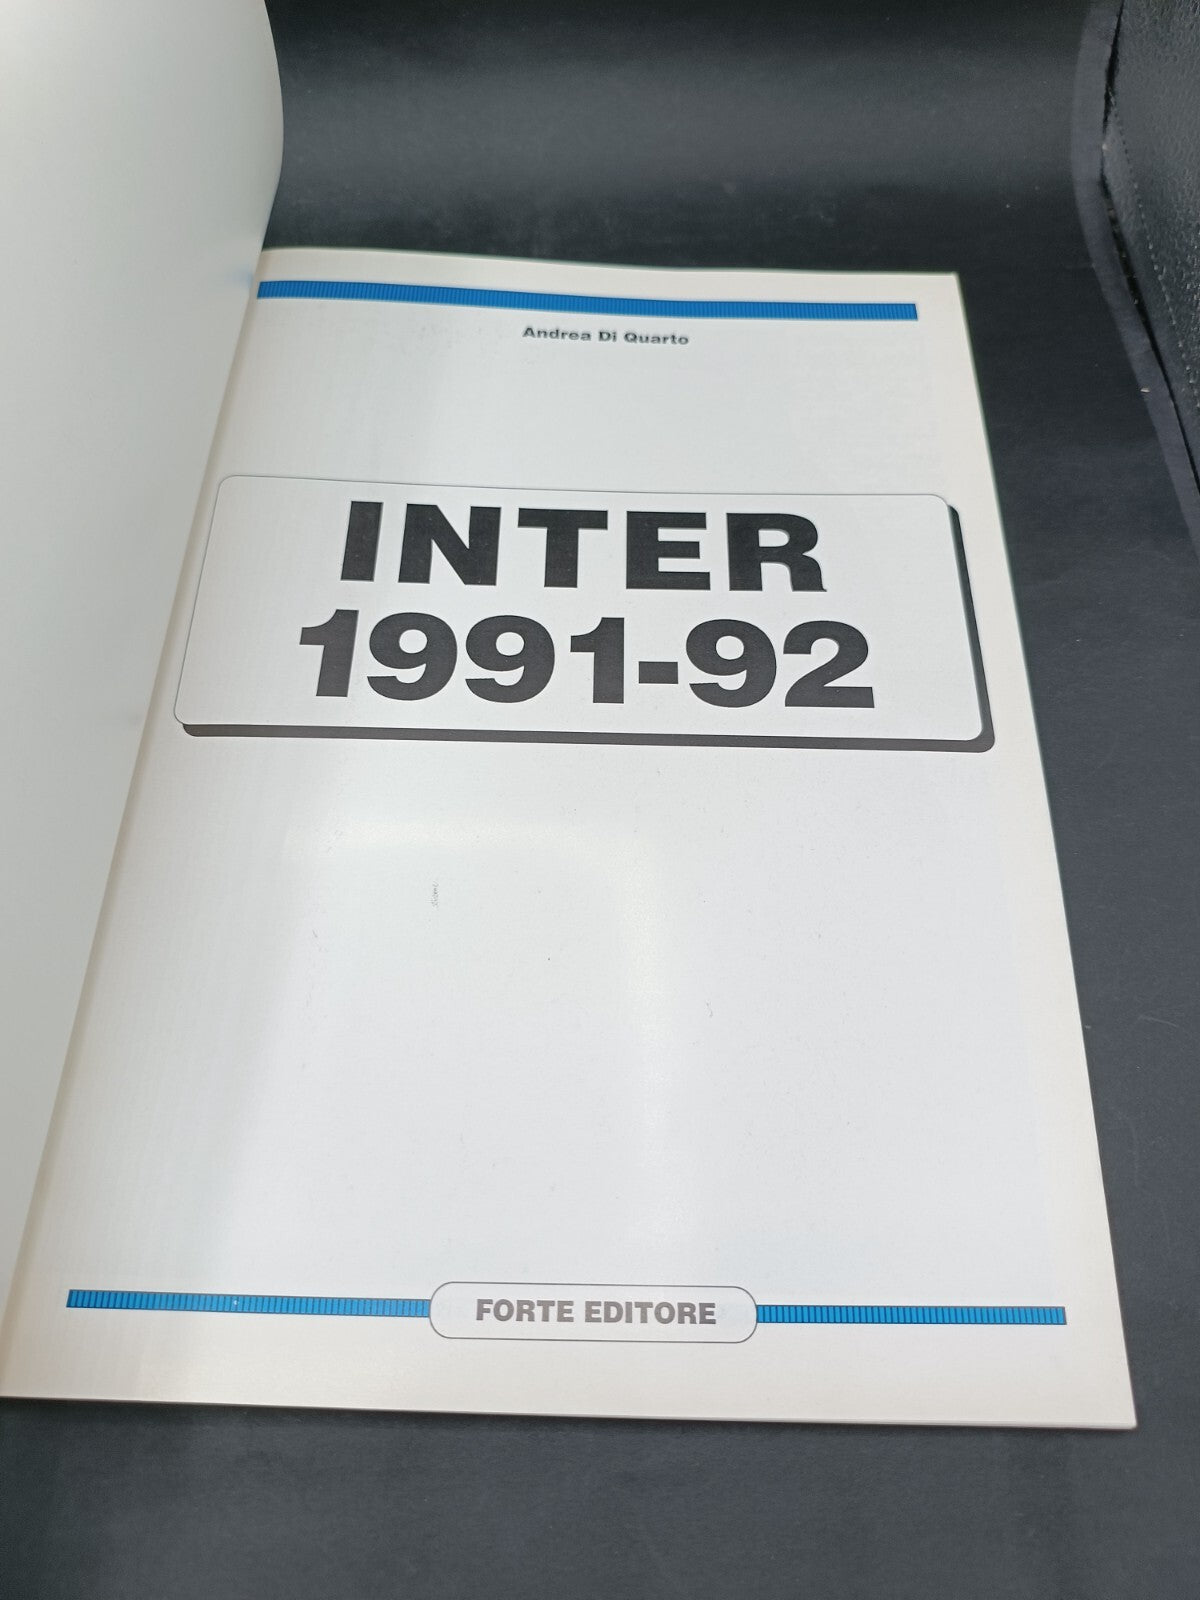 Andrea Di Quarto
INTER
1991-92
FORTE EDITORE